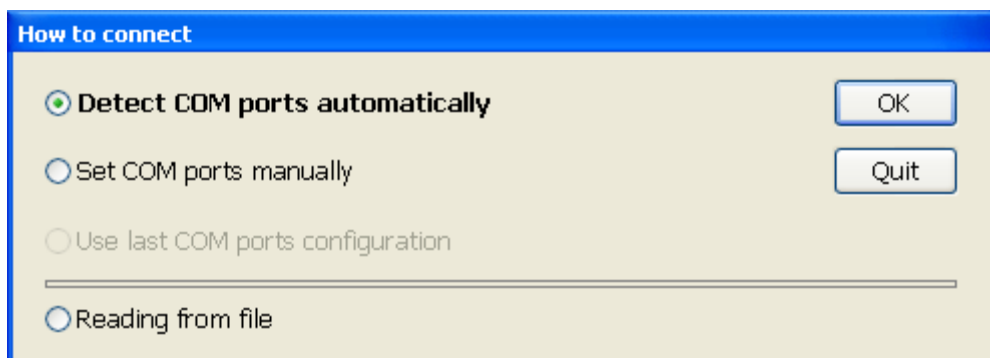 How to connect
Detect COM ports automatically
OK
Set COM ports manually
Quit
Use last COM ports configuration
Reading from file